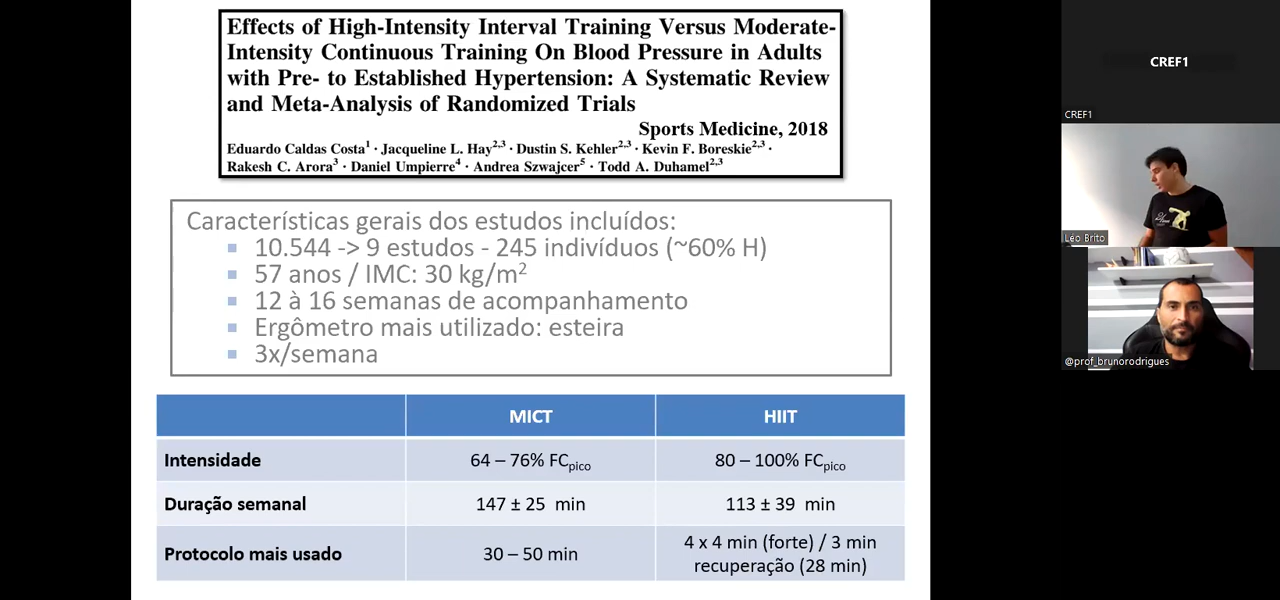 Effects of High-Intensity Interval Training Versus Moderate-
Intensity Continuous Training On Blood Pressure in Adults
with Pre- to Established Hypertension: A Systematic Review
and Meta-Analysis of Randomized Trials
Sports Medicine, 2018
Eduardo Caldas Costa¹ · Jacqueline L. Hay²,³ · Dustin S. Kehler²,³ · Kevin F. Boreskie²,³ ·
Rakesh C. Arora³ · Daniel Umpierre⁴ · Andrea Szwajcer⁵ · Todd A. Duhamel²,³
Características gerais dos estudos incluídos:
▪ 10.544 -> 9 estudos - 245 indivíduos (~60% H)
▪ 57 anos / IMC: 30 kg/m²
▪ 12 à 16 semanas de acompanhamento
▪ Ergômetro mais utilizado: esteira
▪ 3x/semana
MICT HIIT
Intensidade 64 – 76% FCpico 80 – 100% FCpico
Duração semanal 147 ± 25 min 113 ± 39 min
Protocolo mais usado 30 – 50 min 4 x 4 min (forte) / 3 min
recuperação (28 min)
CREF1
CREF1
Léo Brito
@prof_brunorodrigues